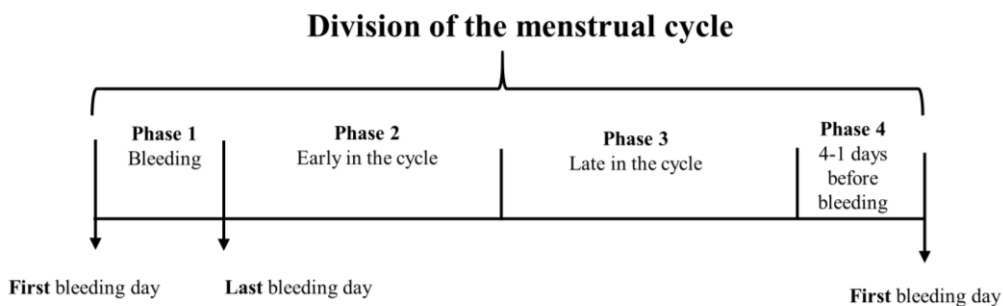 Division of the menstrual cycle
Phase 1
Bleeding
Phase 2
Early in the cycle
Phase 3
Late in the cycle
Phase 4
4-1 days
before
bleeding
First bleeding day
Last bleeding day
First bleeding day